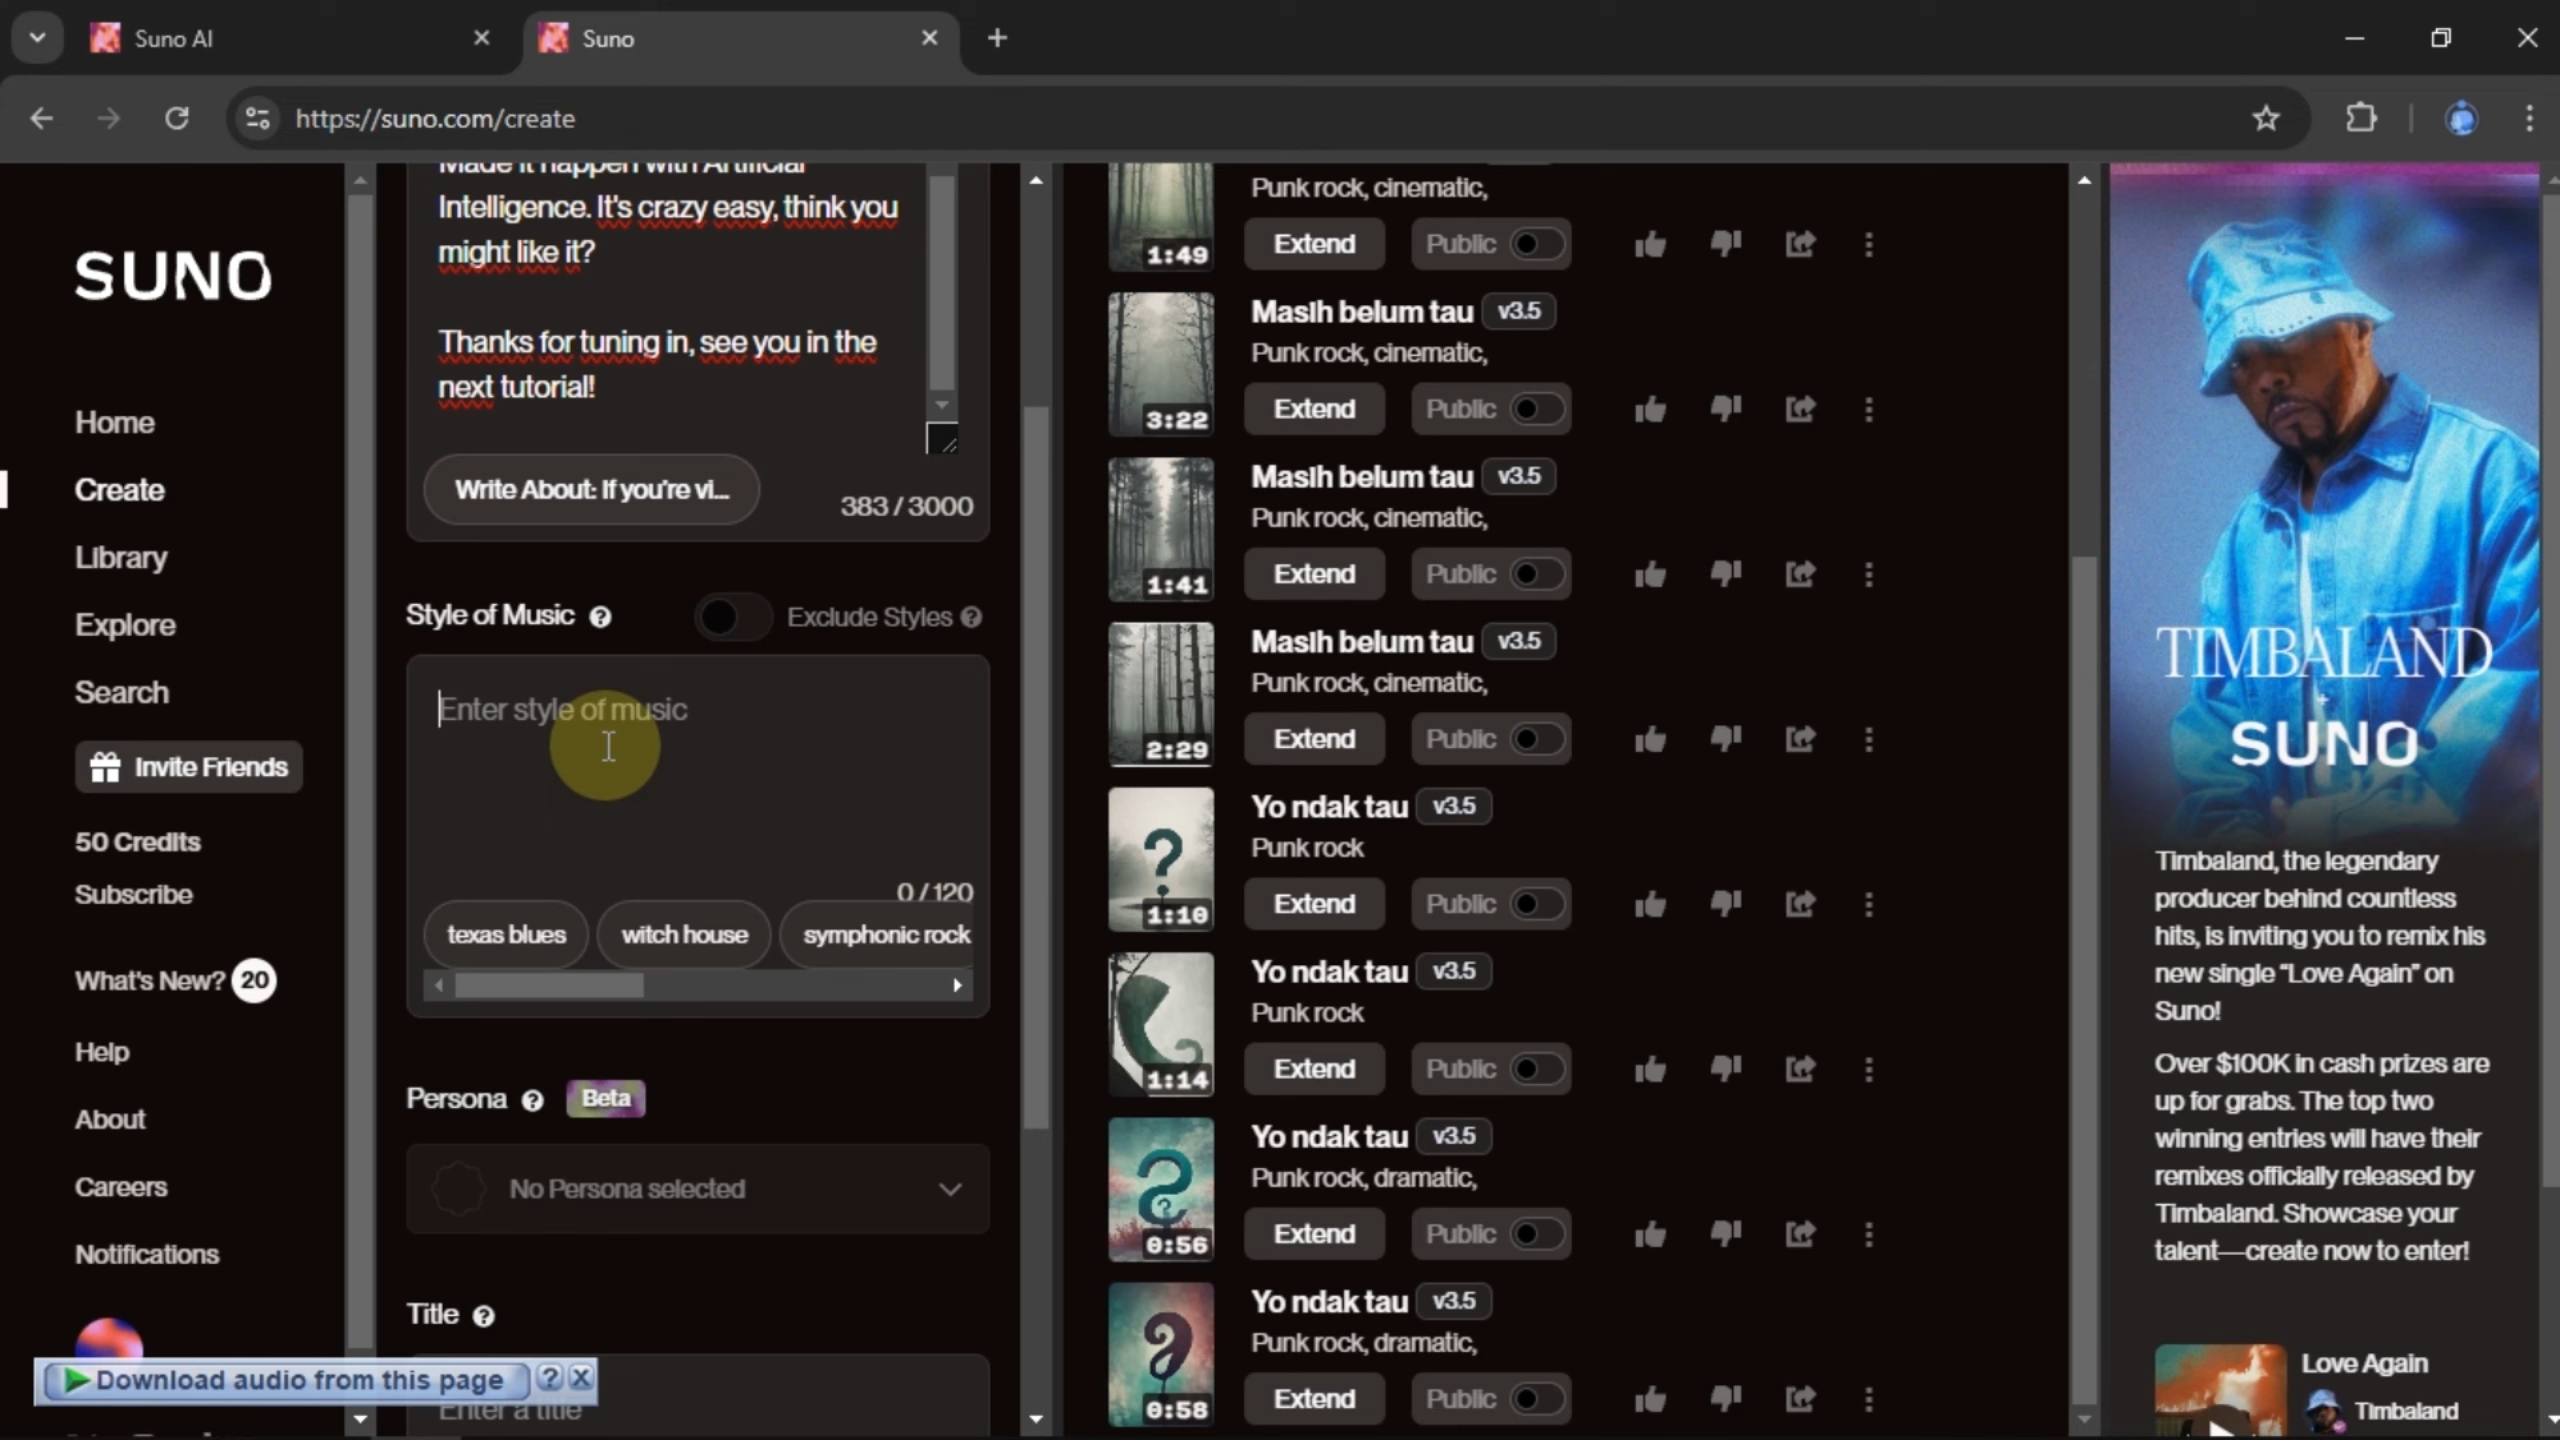 Suno AI
Suno
https://suno.com/create
SUNO
Home
Create
Library
Explore
Search
Invite Friends
50 Credits
Subscribe
What's New? 20
Help
About
Careers
Notifications
Download audio from this page
Made it happen with Artificial
Intelligence. It's crazy easy, think you
might like it?
Thanks for tuning in, see you in the
next tutorial!
Write About: If you're vi...
383 / 3000
Style of Music
Exclude Styles
Enter style of music
0 / 120
texas blues
witch house
symphonic rock
Persona
Beta
No Persona selected
Title
Enter a title
Punk rock, cinematic,
1:49
Extend
Public
Masih belum tau v3.5
Punk rock, cinematic,
3:22
Extend
Public
Masih belum tau v3.5
Punk rock, cinematic,
1:41
Extend
Public
Masih belum tau v3.5
Punk rock, cinematic,
2:29
Extend
Public
Yo ndak tau v3.5
Punk rock
1:10
Extend
Public
Yo ndak tau v3.5
Punk rock
1:14
Extend
Public
Yo ndak tau v3.5
Punk rock, dramatic,
0:56
Extend
Public
Yo ndak tau v3.5
Punk rock, dramatic,
0:58
Extend
Public
TIMBALAND
+
SUNO
Timbaland, the legendary
producer behind countless
hits, is inviting you to remix his
new single “Love Again” on
Suno!
Over $100K in cash prizes are
up for grabs. The top two
winning entries will have their
remixes officially released by
Timbaland. Showcase your
talent—create now to enter!
Love Again
Timbaland